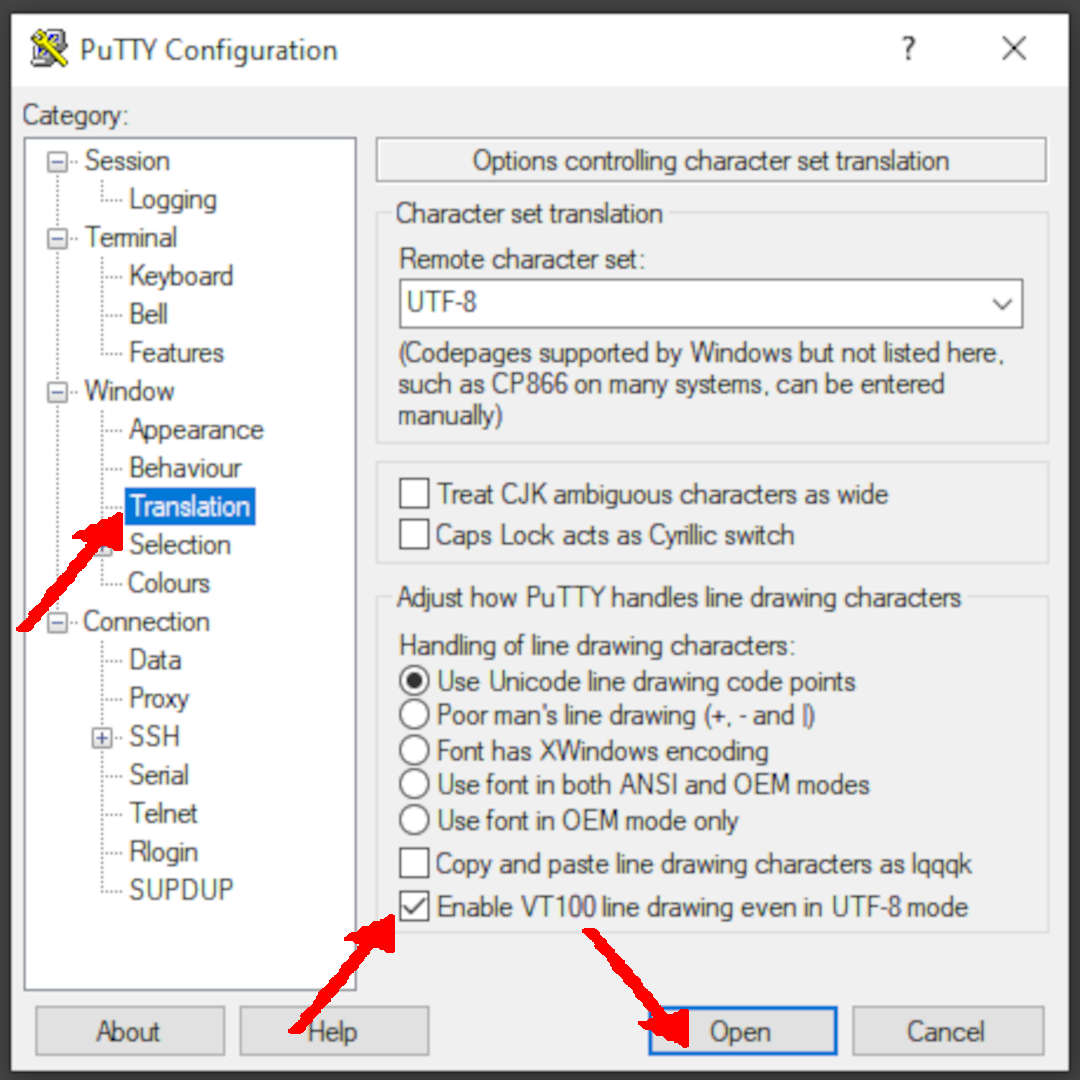 PuTTY Configuration
?
Category:
Session
Logging
Terminal
Keyboard
Bell
Features
Window
Appearance
Behaviour
Translation
Selection
Colours
Connection
Data
Proxy
SSH
Serial
Telnet
Rlogin
SUPDUP
Options controlling character set translation
Character set translation
Remote character set:
UTF-8
(Codepages supported by Windows but not listed here,
such as CP866 on many systems, can be entered
manually)
Treat CJK ambiguous characters as wide
Caps Lock acts as Cyrillic switch
Adjust how PuTTY handles line drawing characters
Handling of line drawing characters:
Use Unicode line drawing code points
Poor man's line drawing (+, - and |)
Font has XWindows encoding
Use font in both ANSI and OEM modes
Use font in OEM mode only
Copy and paste line drawing characters as lqqqk
Enable VT100 line drawing even in UTF-8 mode
About
Help
Open
Cancel